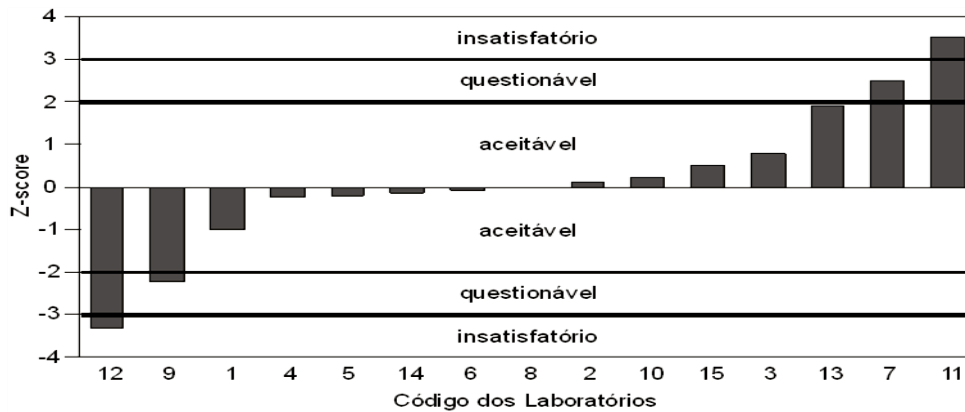 4
insatisfatório
3
questionável
2
aceitável
1
0
Z-score
-1
aceitável
-2
questionável
-3
insatisfatório
-4
12 9 1 4 5 14 6 8 2 10 15 3 13 7 11
Código dos Laboratórios